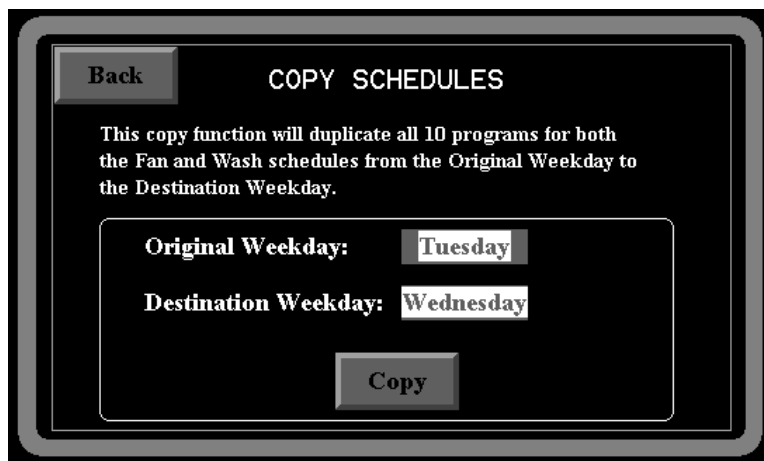 Back
COPY SCHEDULES
This copy function will duplicate all 10 programs for both
the Fan and Wash schedules from the Original Weekday to
the Destination Weekday.
Original Weekday: Tuesday
Destination Weekday: Wednesday
Copy